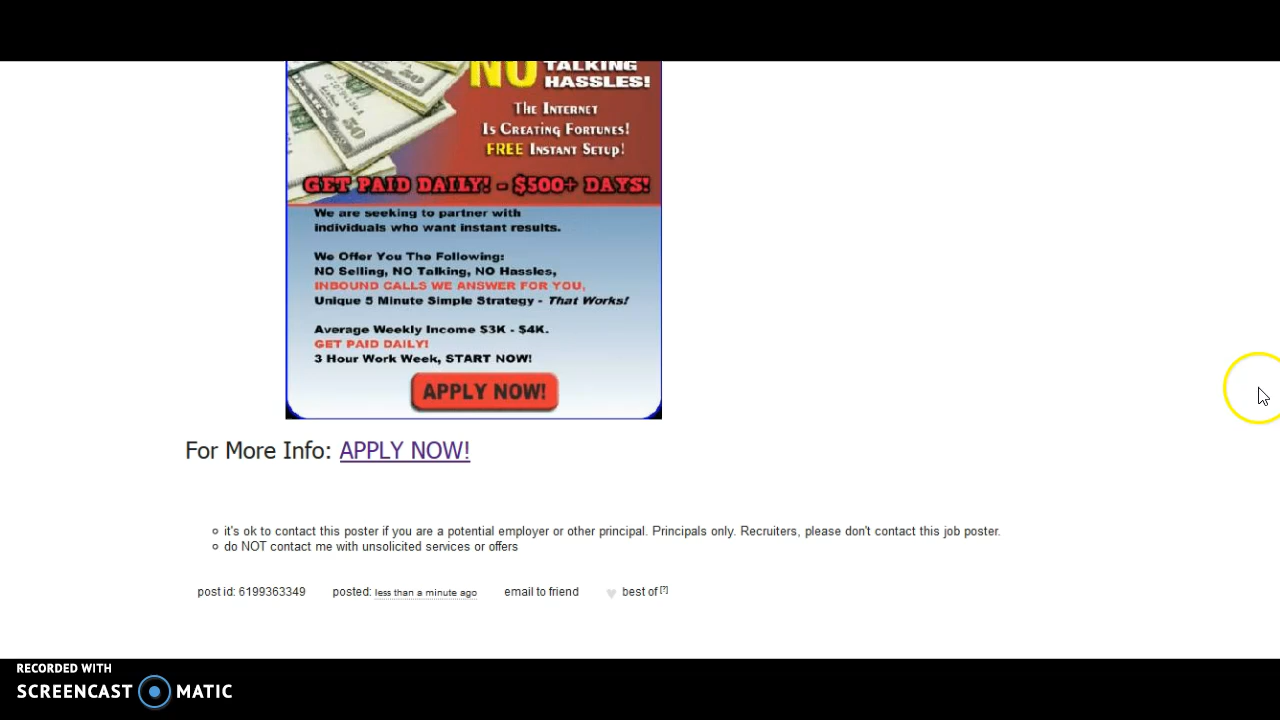 NO TALKING
HASSLES!
The Internet
Is Creating Fortunes!
FREE Instant Setup!
GET PAID DAILY! - $500+ DAYS!
We are seeking to partner with
individuals who want instant results.
We Offer You The Following:
NO Selling, NO Talking, NO Hassles,
INBOUND CALLS WE ANSWER FOR YOU,
Unique 5 Minute Simple Strategy - That Works!
Average Weekly Income $3K - $4K.
GET PAID DAILY!
3 Hour Work Week, START NOW!
APPLY NOW!
For More Info: APPLY NOW!
it's ok to contact this poster if you are a potential employer or other principal. Principals only. Recruiters, please don't contact this job poster.
do NOT contact me with unsolicited services or offers
post id: 6199363349 posted: less than a minute ago email to friend ♥ best of [?]
RECORDED WITH
SCREENCAST MATIC